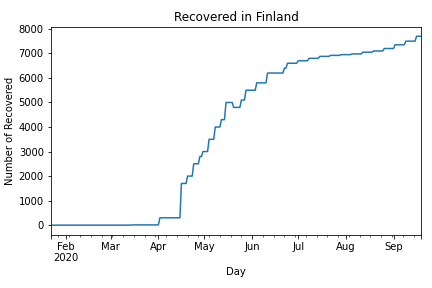 Recovered in Finland
Number of Recovered
8000
7000
6000
5000
4000
3000
2000
1000
0
Feb Mar Apr May Jun Jul Aug Sep
2020
Day